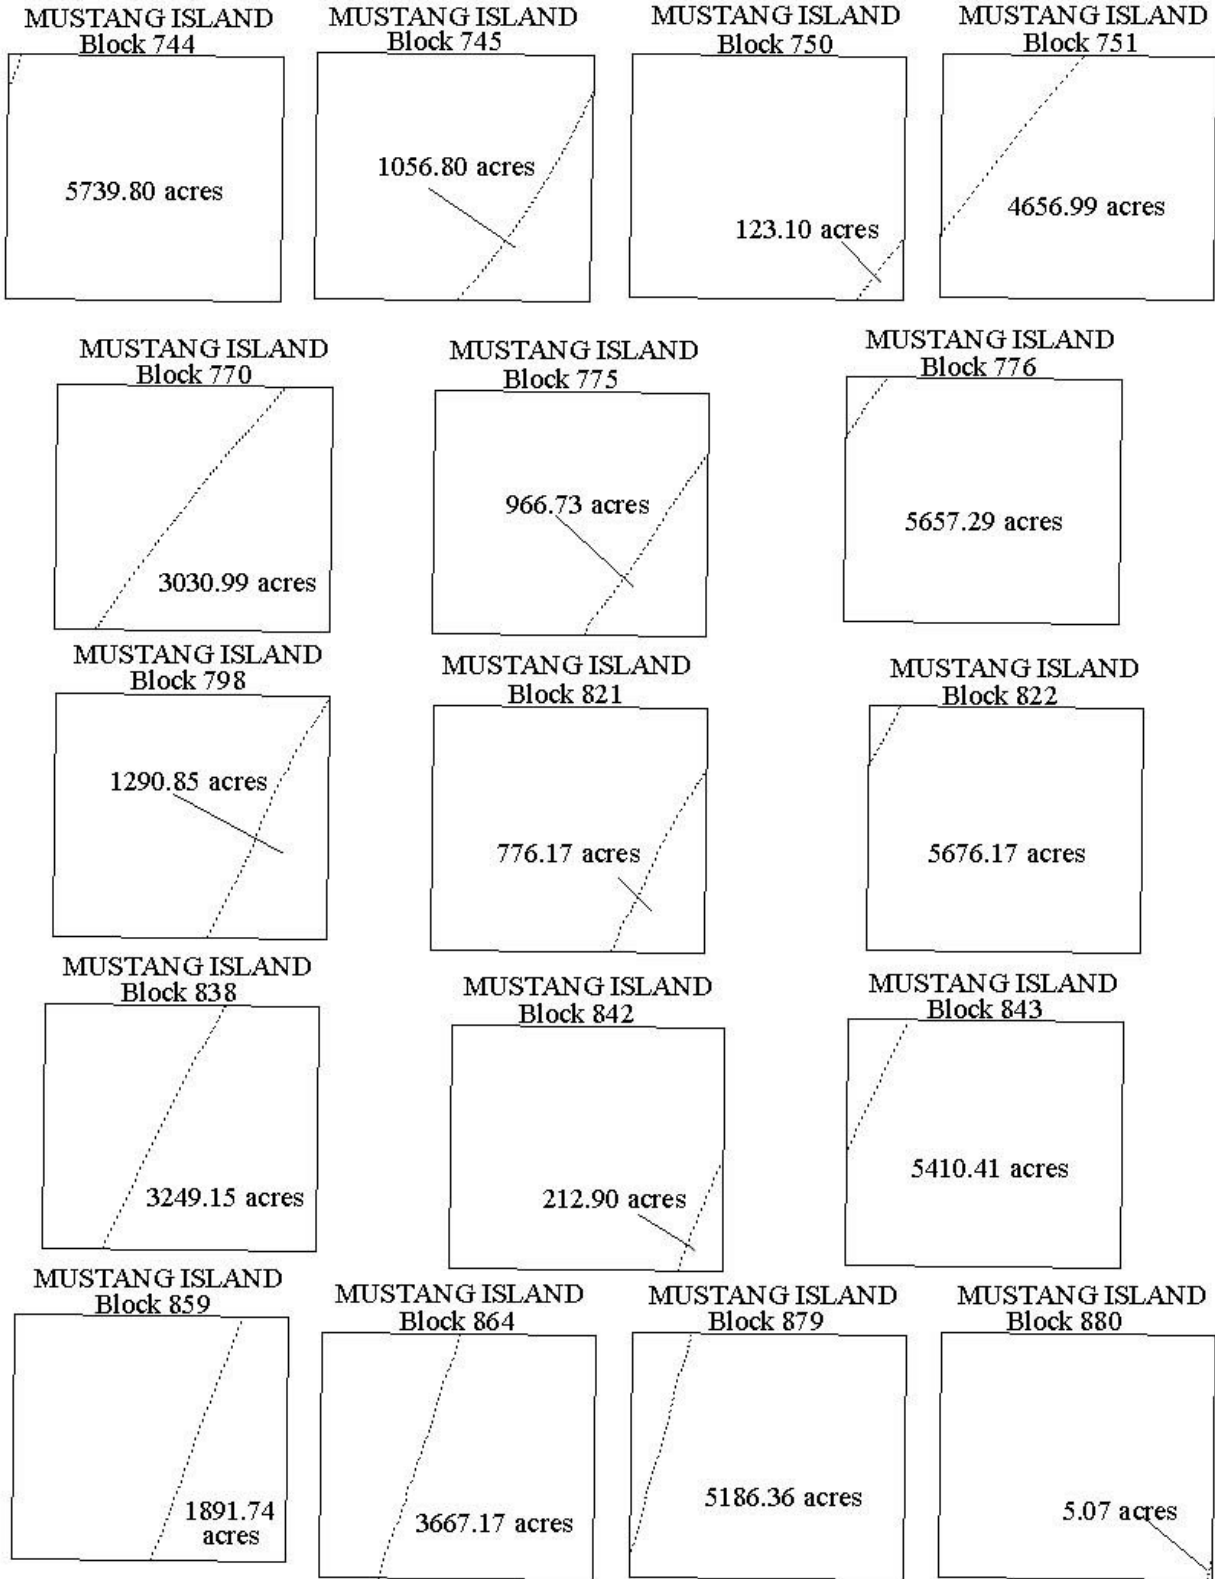 MUSTANG ISLAND
Block 744
5739.80 acres
MUSTANG ISLAND
Block 745
1056.80 acres
MUSTANG ISLAND
Block 750
123.10 acres
MUSTANG ISLAND
Block 751
4656.99 acres
MUSTANG ISLAND
Block 770
3030.99 acres
MUSTANG ISLAND
Block 775
966.73 acres
MUSTANG ISLAND
Block 776
5657.29 acres
MUSTANG ISLAND
Block 798
1290.85 acres
MUSTANG ISLAND
Block 821
776.17 acres
MUSTANG ISLAND
Block 822
5676.17 acres
MUSTANG ISLAND
Block 838
3249.15 acres
MUSTANG ISLAND
Block 842
212.90 acres
MUSTANG ISLAND
Block 843
5410.41 acres
MUSTANG ISLAND
Block 859
1891.74
acres
MUSTANG ISLAND
Block 864
3667.17 acres
MUSTANG ISLAND
Block 879
5186.36 acres
MUSTANG ISLAND
Block 880
5.07 acres